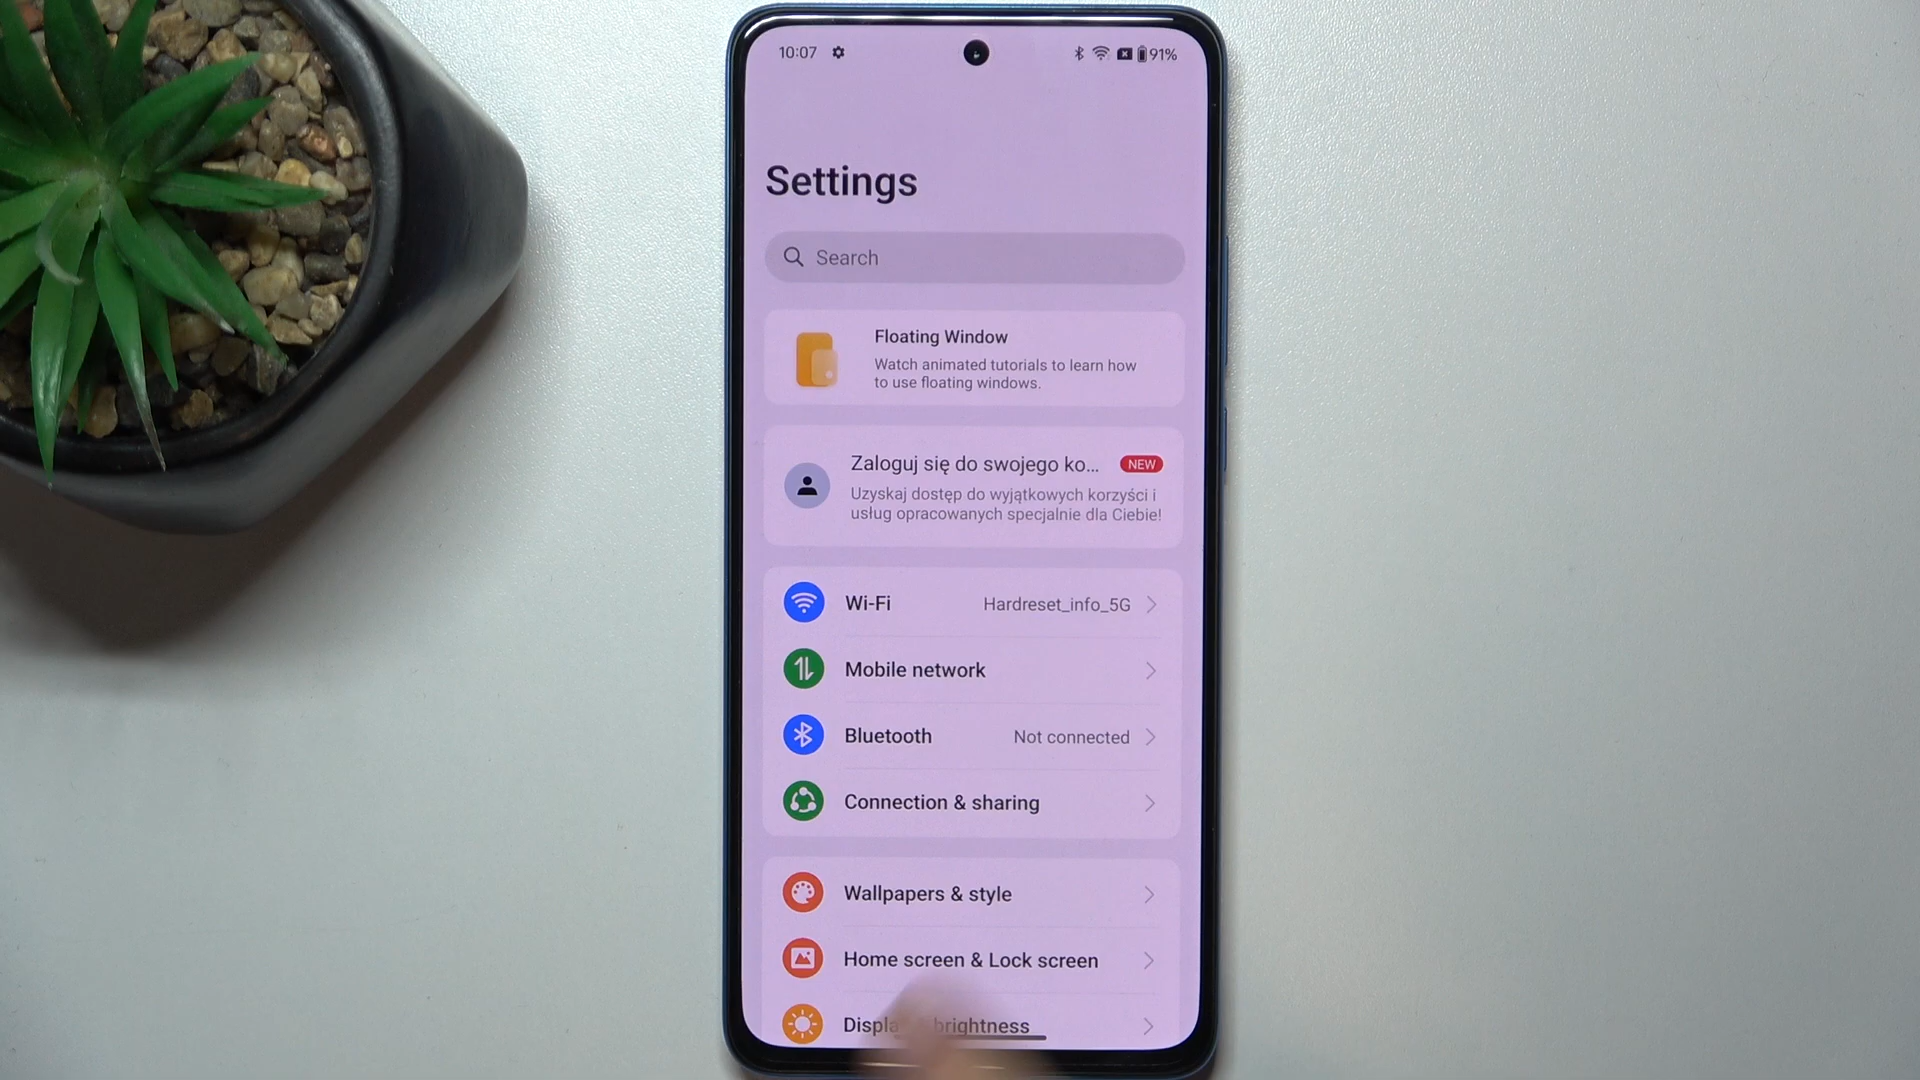 10:07 91%
Settings
Search
Floating Window
Watch animated tutorials to learn how
to use floating windows.
Zaloguj się do swojego ko... NEW
Uzyskaj dostęp do wyjątkowych korzyści i
usług opracowanych specjalnie dla Ciebie!
Wi-Fi Hardreset_info_5G
Mobile network
Bluetooth Not connected
Connection & sharing
Wallpapers & style
Home screen & Lock screen
brightness